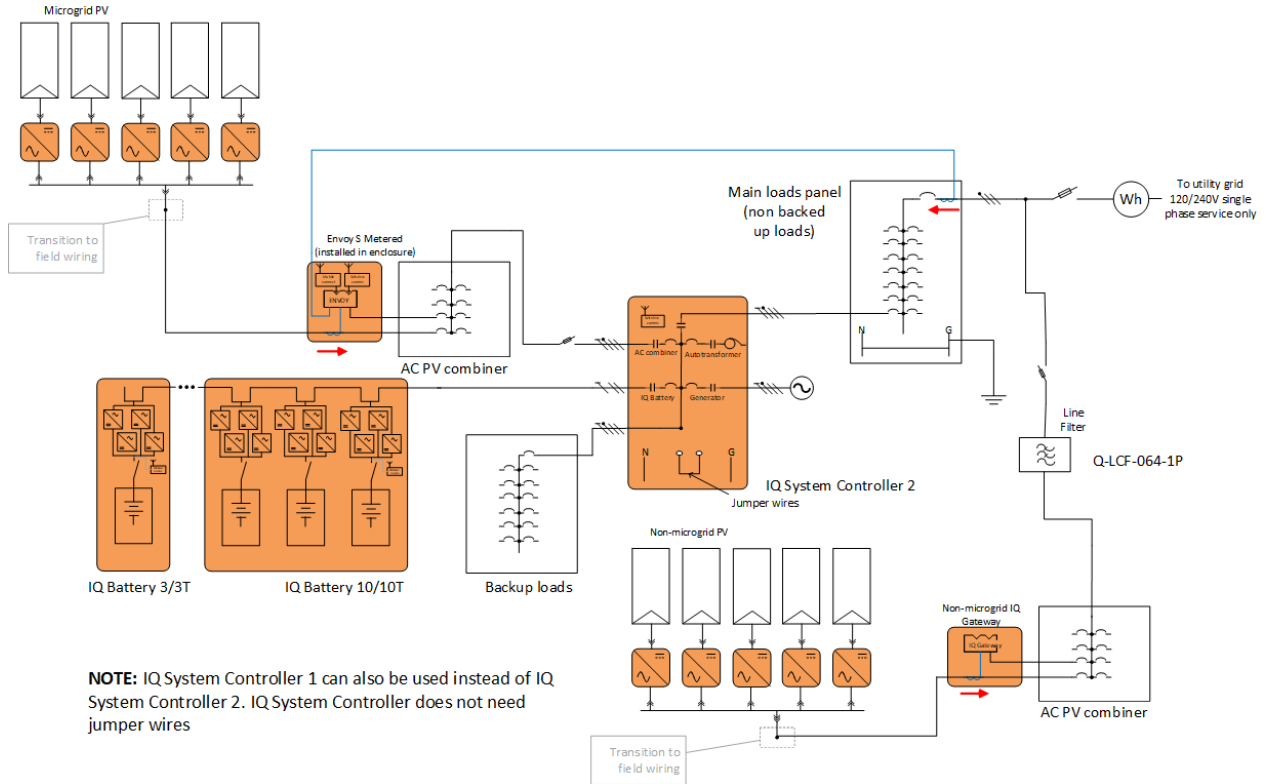 Microgrid PV
Transition to
field wiring
Envoy S Metered
(installed in enclosure)
ENVOY
AC PV combiner
Main loads panel
(non backed
up loads)
N
G
Wh
To utility grid
120/240V single
phase service only
AC combiner
Autotransformer
IQ Battery
Generator
N
G
Jumper wires
IQ System Controller 2
Line
Filter
Q-LCF-064-1P
IQ Battery 3/3T
IQ Battery 10/10T
Backup loads
Non-microgrid PV
Non-microgrid IQ
Gateway
IQ Gateway
AC PV combiner
Transition to
field wiring
NOTE: IQ System Controller 1 can also be used instead of IQ
System Controller 2. IQ System Controller does not need
jumper wires